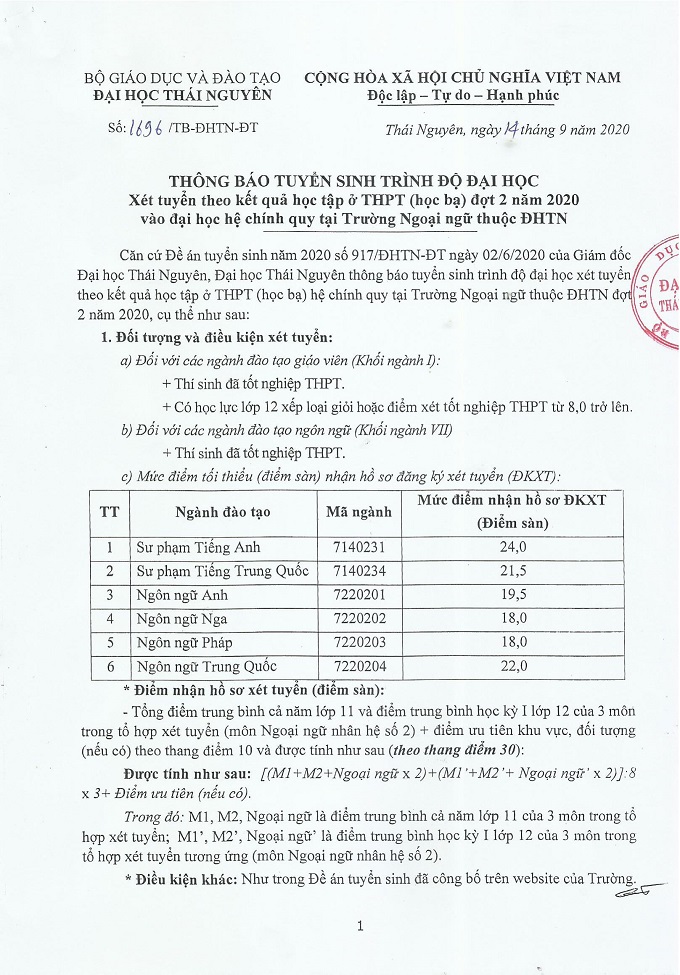 BỘ GIÁO DỤC VÀ ĐÀO TẠO
ĐẠI HỌC THÁI NGUYÊN
Số: 1696 /TB-ĐHTN-ĐT
CỘNG HÒA XÃ HỘI CHỦ NGHĨA VIỆT NAM
Độc lập – Tự do – Hạnh phúc
Thái Nguyên, ngày 14 tháng 9 năm 2020
THÔNG BÁO TUYỂN SINH TRÌNH ĐỘ ĐẠI HỌC
Xét tuyển theo kết quả học tập ở THPT (học bạ) đợt 2 năm 2020
vào đại học hệ chính quy tại Trường Ngoại ngữ thuộc ĐHTN
Căn cứ Đề án tuyển sinh năm 2020 số 917/ĐHTN-ĐT ngày 02/6/2020 của Giám đốc
Đại học Thái Nguyên, Đại học Thái Nguyên thông báo tuyển sinh trình độ đại học xét tuyển
theo kết quả học tập ở THPT (học bạ) hệ chính quy tại Trường Ngoại ngữ thuộc ĐHTN đợt
2 năm 2020, cụ thể như sau:
GIÁO DỤC
ĐẠ
THÁ
1. Đối tượng và điều kiện xét tuyển:
a) Đối với các ngành đào tạo giáo viên (Khối ngành I):
+ Thí sinh đã tốt nghiệp THPT.
+ Có học lực lớp 12 xếp loại giỏi hoặc điểm xét tốt nghiệp THPT từ 8,0 trở lên.
b) Đối với các ngành đào tạo ngôn ngữ (Khối ngành VII)
+ Thí sinh đã tốt nghiệp THPT.
c) Mức điểm tối thiểu (điểm sàn) nhận hồ sơ đăng ký xét tuyển (ĐKXT):
TT Ngành đào tạo Mã ngành Mức điểm nhận hồ sơ ĐKXT
(Điểm sàn)
1 Sư phạm Tiếng Anh 7140231 24,0
2 Sư phạm Tiếng Trung Quốc 7140234 21,5
3 Ngôn ngữ Anh 7220201 19,5
4 Ngôn ngữ Nga 7220202 18,0
5 Ngôn ngữ Pháp 7220203 18,0
6 Ngôn ngữ Trung Quốc 7220204 22,0
* Điểm nhận hồ sơ xét tuyển (điểm sàn):
- Tổng điểm trung bình cả năm lớp 11 và điểm trung bình học kỳ I lớp 12 của 3 môn
trong tổ hợp xét tuyển (môn Ngoại ngữ nhân hệ số 2) + điểm ưu tiên khu vực, đối tượng
(nếu có) theo thang điểm 10 và được tính như sau (theo thang điểm 30):
Được tính như sau: [(M1+M2+Ngoại ngữ x 2)+(M1’+M2’+ Ngoại ngữ’ x 2)]:8
x 3+ Điểm ưu tiên (nếu có).
Trong đó: M1, M2, Ngoại ngữ là điểm trung bình cả năm lớp 11 của 3 môn trong tổ
hợp xét tuyển; M1’, M2’, Ngoại ngữ’ là điểm trung bình học kỳ I lớp 12 của 3 môn trong
tổ hợp xét tuyển tương ứng (môn Ngoại ngữ nhân hệ số 2).
* Điều kiện khác: Như trong Đề án tuyển sinh đã công bố trên website của Trường.
1